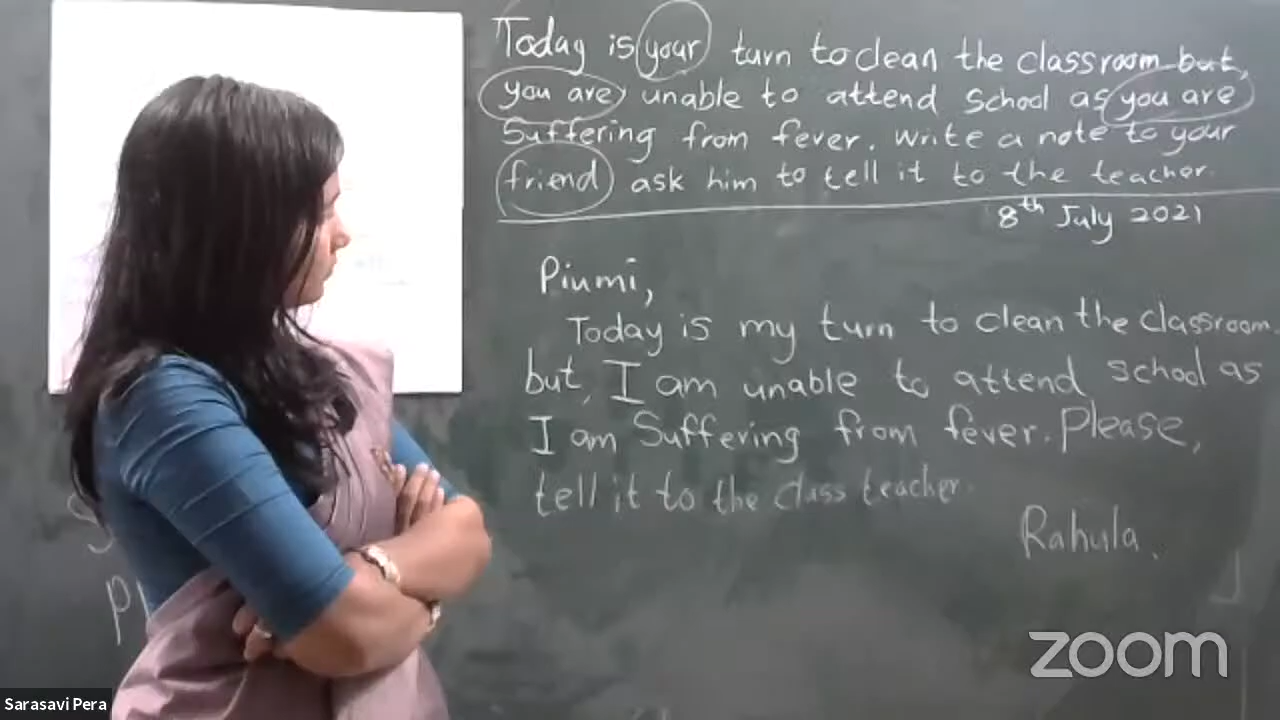 Today is your turn to clean the classroom but,
you are unable to attend school as you are
Suffering from fever. Write a note to your
friend ask him to tell it to the teacher.
8th July 2021
Piumi,
Today is my turn to clean the classroom
but, I am unable to attend school as
I am Suffering from fever. Please,
tell it to the class teacher.
Rahula.
zoom
Sarasavi Pera